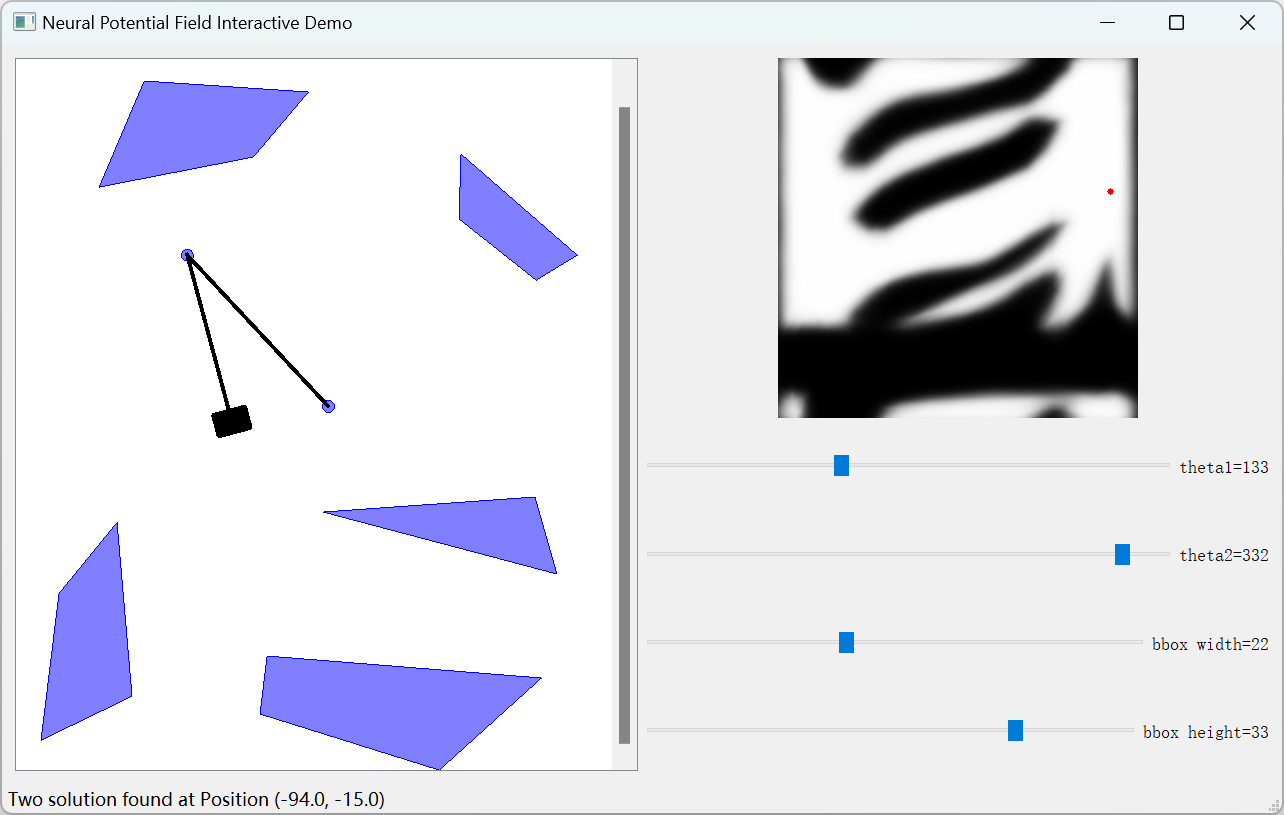 Neural Potential Field Interactive Demo
theta1=133
theta2=332
bbox width=22
bbox height=33
Two solution found at Position (-94.0, -15.0)